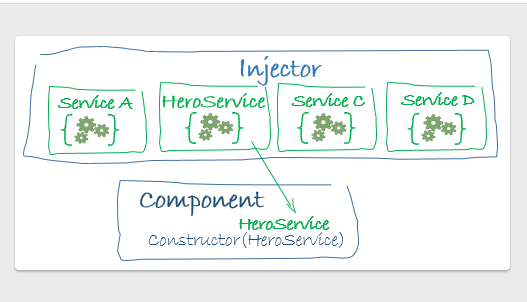 Injector
Service A
HeroService
Service C
Service D
{ }
{ }
{ }
{ }
Component
HeroService
Constructor(HeroService)